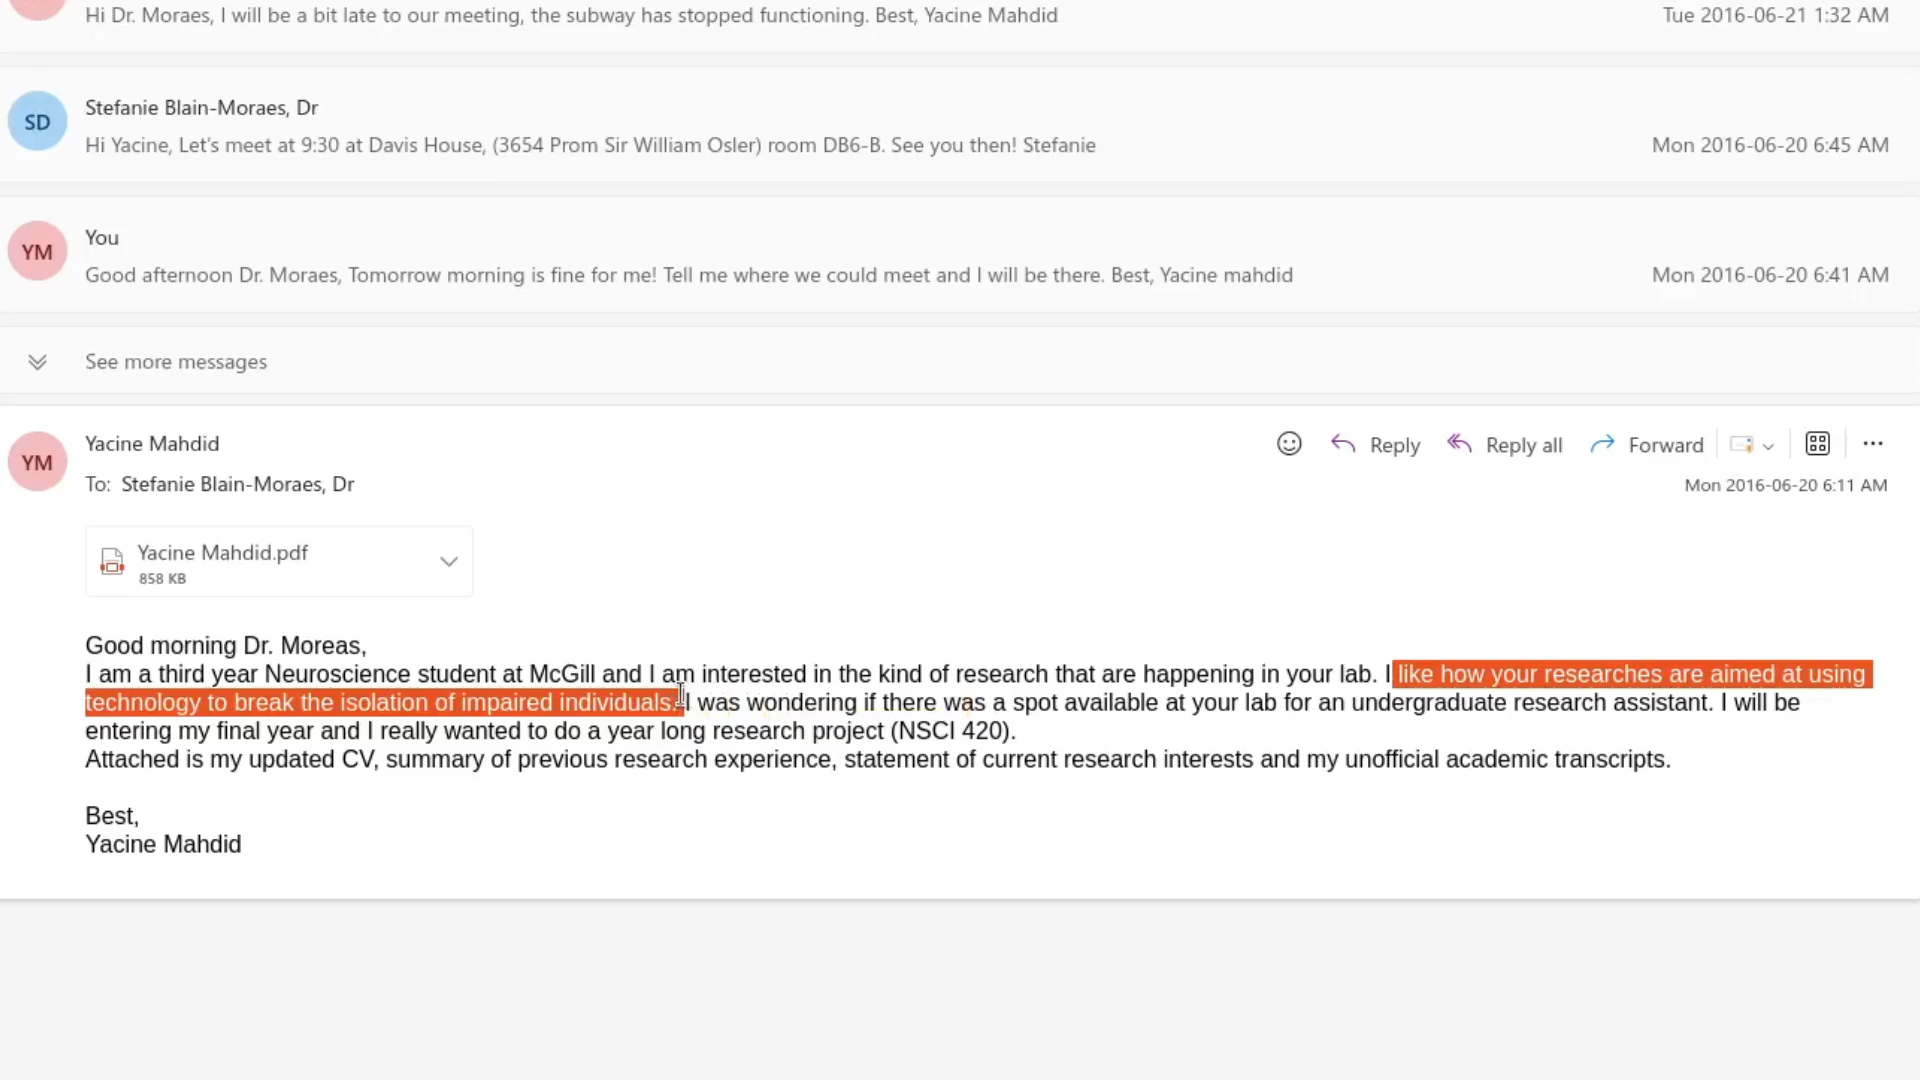 Hi Dr. Moraes, I will be a bit late to our meeting, the subway has stopped functioning. Best, Yacine Mahdid
Tue 2016-06-21 1:32 AM
SD
Stefanie Blain-Moraes, Dr
Hi Yacine, Let's meet at 9:30 at Davis House, (3654 Prom Sir William Osler) room DB6-B. See you then! Stefanie
Mon 2016-06-20 6:45 AM
YM
You
Good afternoon Dr. Moraes, Tomorrow morning is fine for me! Tell me where we could meet and I will be there. Best, Yacine mahdid
Mon 2016-06-20 6:41 AM
See more messages
YM
Yacine Mahdid
Reply
Reply all
Forward
To: Stefanie Blain-Moraes, Dr
Mon 2016-06-20 6:11 AM
Yacine Mahdid.pdf
858 KB
Good morning Dr. Moreas,
I am a third year Neuroscience student at McGill and I am interested in the kind of research that are happening in your lab. I like how your researches are aimed at using
technology to break the isolation of impaired individuals. I was wondering if there was a spot available at your lab for an undergraduate research assistant. I will be
entering my final year and I really wanted to do a year long research project (NSCI 420).
Attached is my updated CV, summary of previous research experience, statement of current research interests and my unofficial academic transcripts.
Best,
Yacine Mahdid